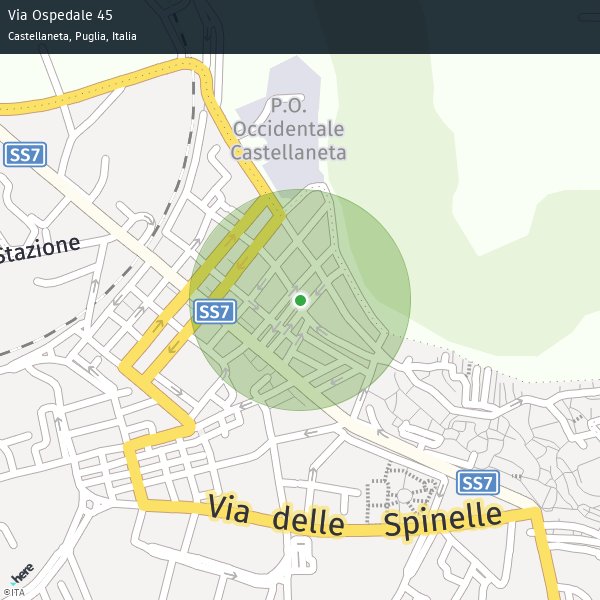 Via Ospedale 45
Castellaneta, Puglia, Italia
P.O.
Occidentale
Castellaneta
SS7
Stazione
SS7
SS7
Via delle Spinelle
here
©ITA